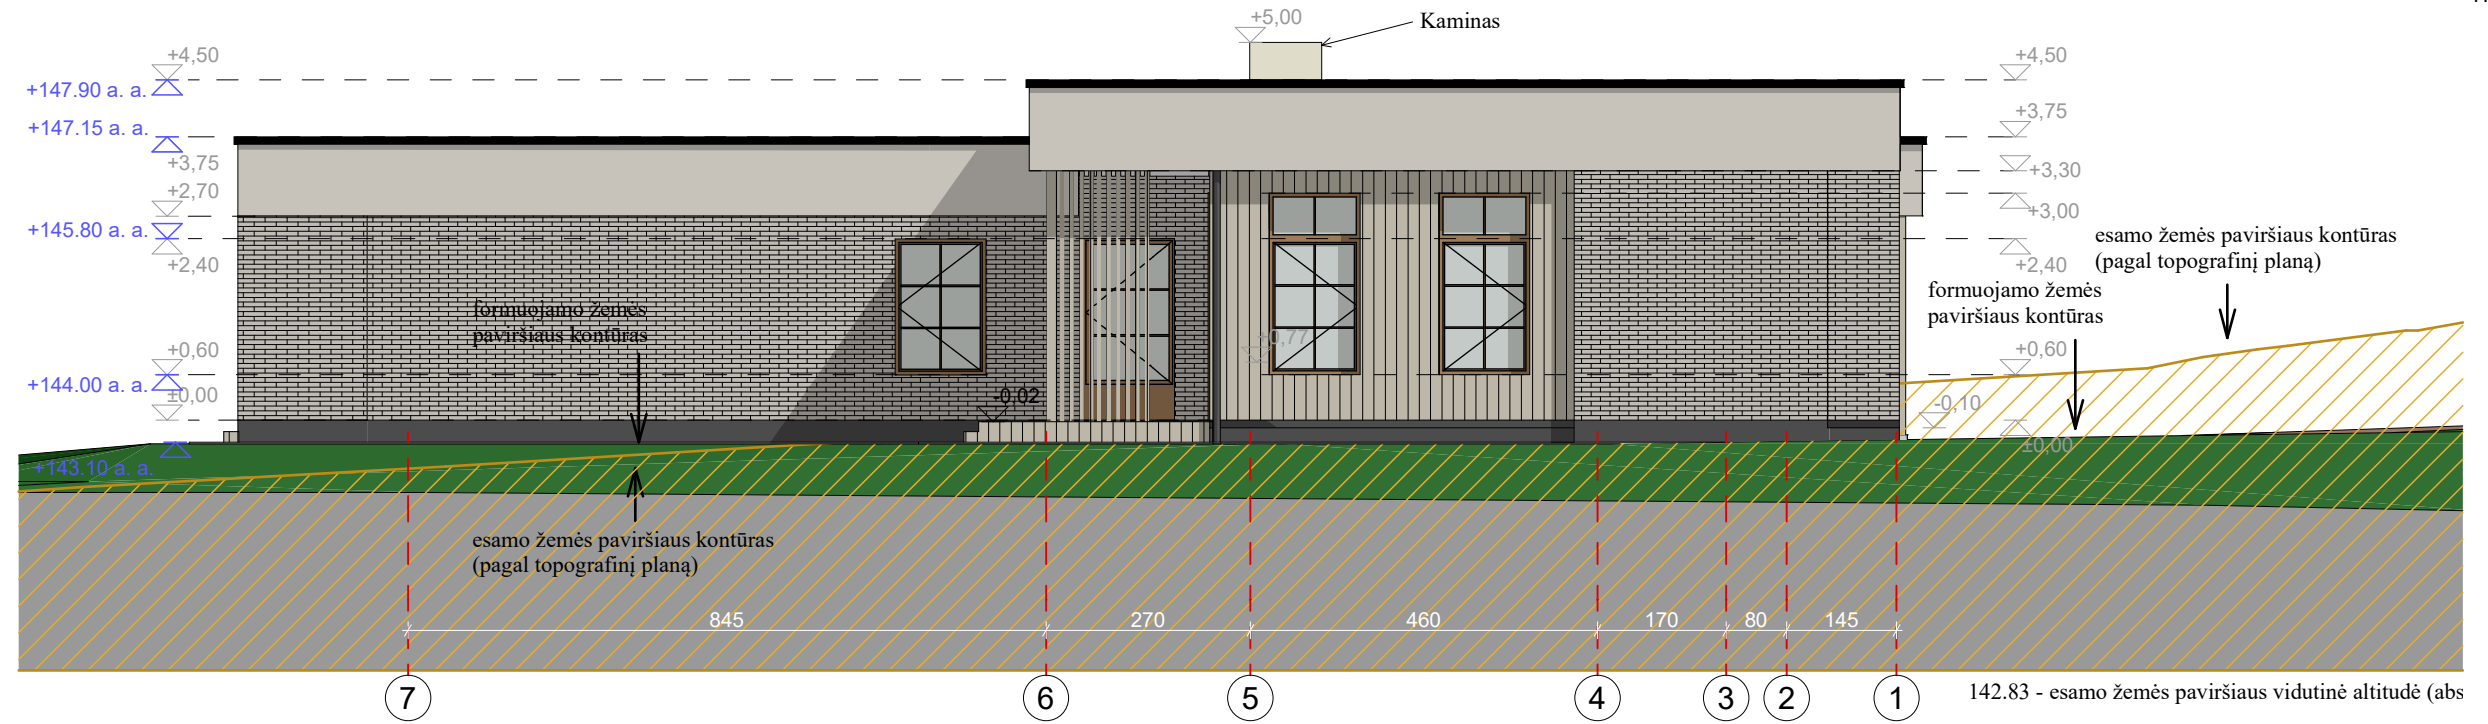 +5,00
Kaminas
+4,50
+4,50
+147.90 a. a.
+3,75
+147.15 a. a.
+3,75
+3,30
+2,70
+3,00
+145.80 a. a.
esamo žemės paviršiaus kontūras
(pagal topografinį planą)
+2,40
+2,40
formuojamo žemės
paviršiaus kontūras
formuojamo žemės
paviršiaus kontūras
+0,77
+0,60
+0,60
+144.00 a. a.
±0,00
-0,02
-0,10
±0,00
+143.10 a. a.
esamo žemės paviršiaus kontūras
(pagal topografinį planą)
845 270 460 170 80 145
7 6 5 4 3 2 1
142.83 - esamo žemės paviršiaus vidutinė altitudė (abs